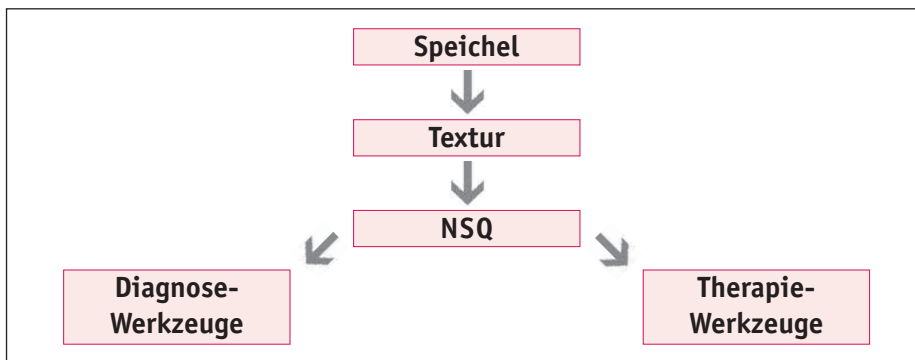 Speichel
Textur
NSQ
Diagnose-
Werkzeuge
Therapie-
Werkzeuge